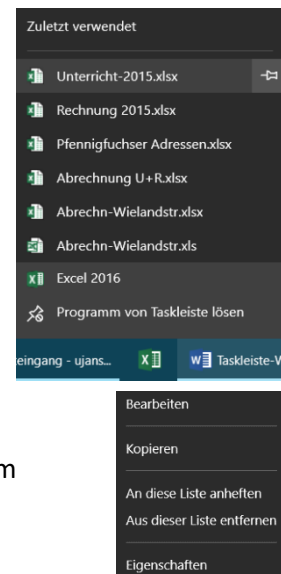 Zuletzt verwendet
Unterricht-2015.xlsx
Rechnung 2015.xlsx
Pfennigfuchser Adressen.xlsx
Abrechnung U+R.xlsx
Abrechn-Wielandstr.xlsx
Abrechn-Wielandstr.xls
Excel 2016
Programm von Taskleiste lösen
eingang - ujans... Taskleiste-V
Bearbeiten
Kopieren
m
An diese Liste anheften
Aus dieser Liste entfernen
Eigenschaften